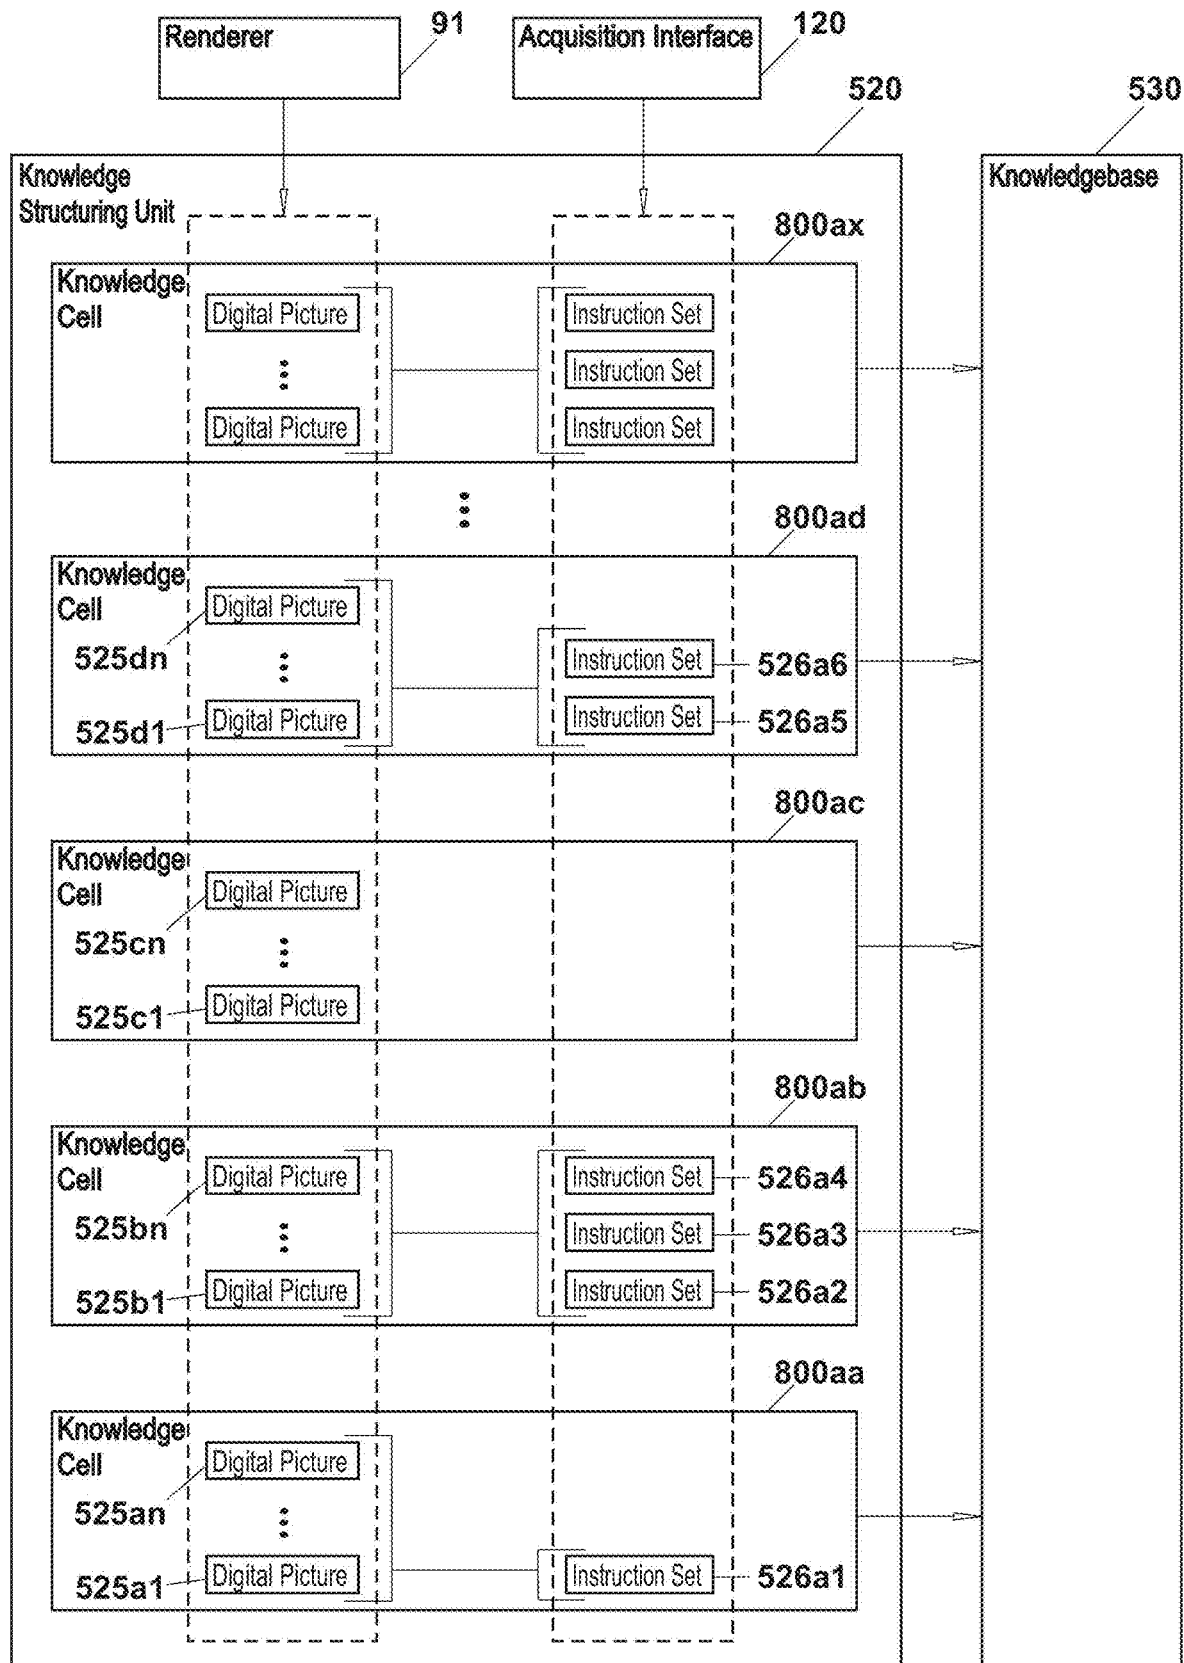 Renderer
91
Acquisition Interface
120
520
530
Knowledge
Structuring Unit
Knowledgebase
800ax
Knowledge
Cell
Digital Picture
Instruction Set
Instruction Set
Digital Picture
Instruction Set
800ad
Knowledge
Cell
Digital Picture
525dn
Instruction Set
526a6
Digital Picture
525d1
Instruction Set
526a5
800ac
Knowledge
Cell
Digital Picture
525cn
Digital Picture
525c1
800ab
Knowledge
Cell
Digital Picture
525bn
Instruction Set
526a4
Instruction Set
526a3
Digital Picture
525b1
Instruction Set
526a2
800aa
Knowledge
Cell
Digital Picture
525an
Digital Picture
525a1
Instruction Set
526a1